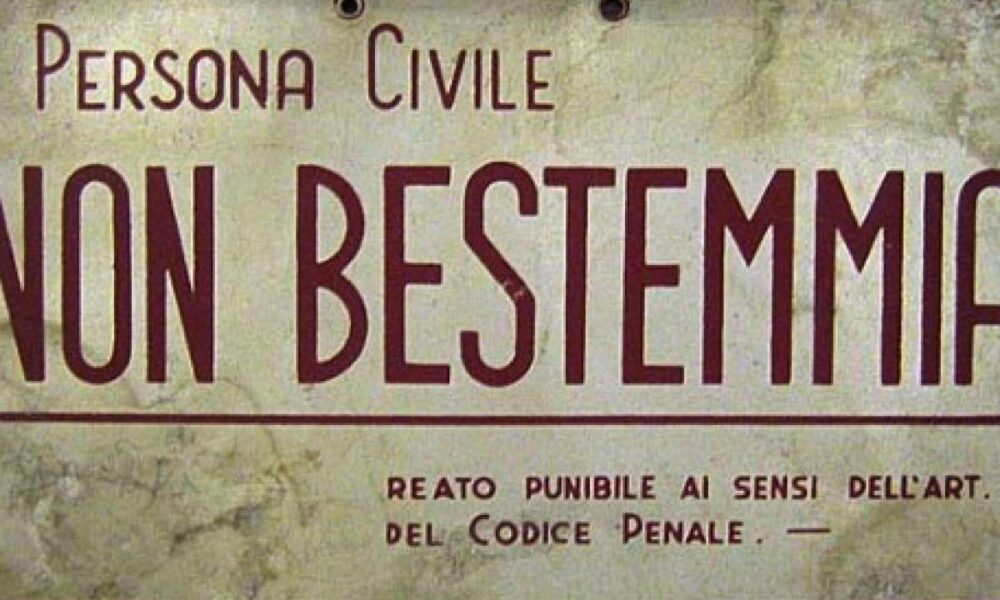 PERSONA CIVILE
NON BESTEMMIA
REATO PUNIBILE AI SENSI DELL'ART.
DEL CODICE PENALE. —